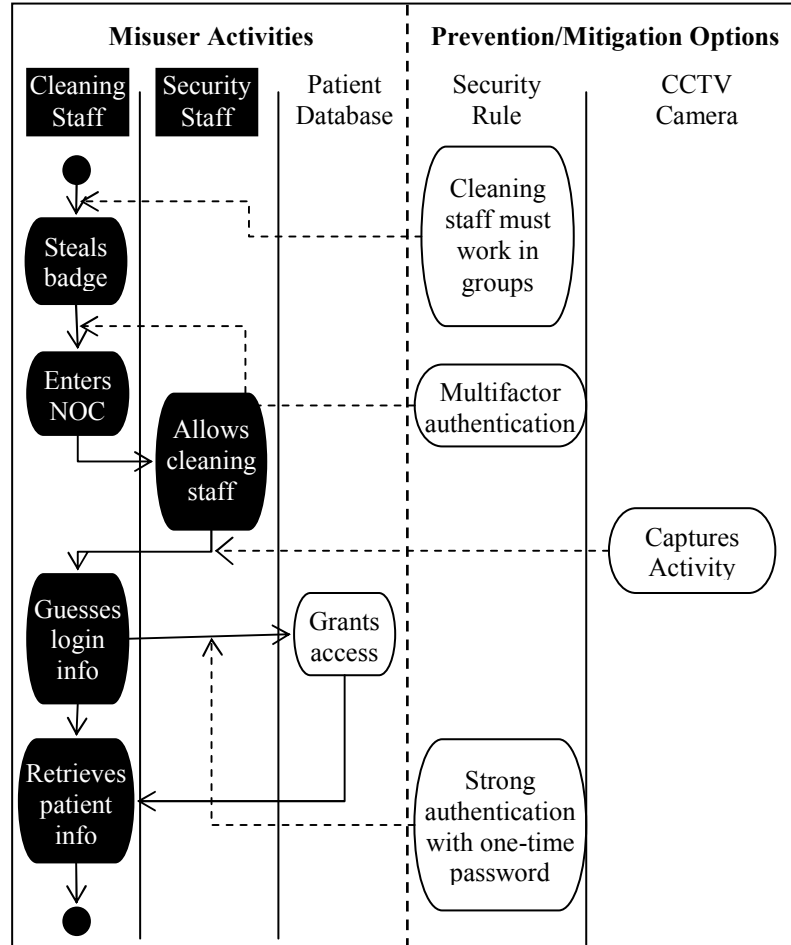 Misuser Activities
Prevention/Mitigation Options
Cleaning
Staff
Security
Staff
Patient
Database
Security
Rule
CCTV
Camera
Cleaning
staff must
work in
groups
Steals
badge
Enters
NOC
Multifactor
authentication
Allows
cleaning
staff
Captures
Activity
Guesses
login
info
Grants
access
Retrieves
patient
info
Strong
authentication
with one-time
password